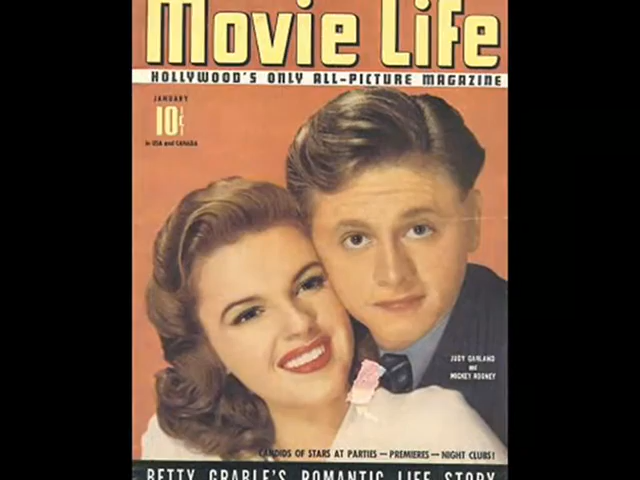 Movie Life
HOLLYWOOD'S ONLY ALL-PICTURE MAGAZINE
JANUARY
10¢
in USA and CANADA
JUDY GARLAND
and
MICKEY ROONEY
CANDIDS OF STARS AT PARTIES — PREMIERES — NIGHT CLUBS!
BETTY GRABLE'S ROMANTIC LIFE STORY